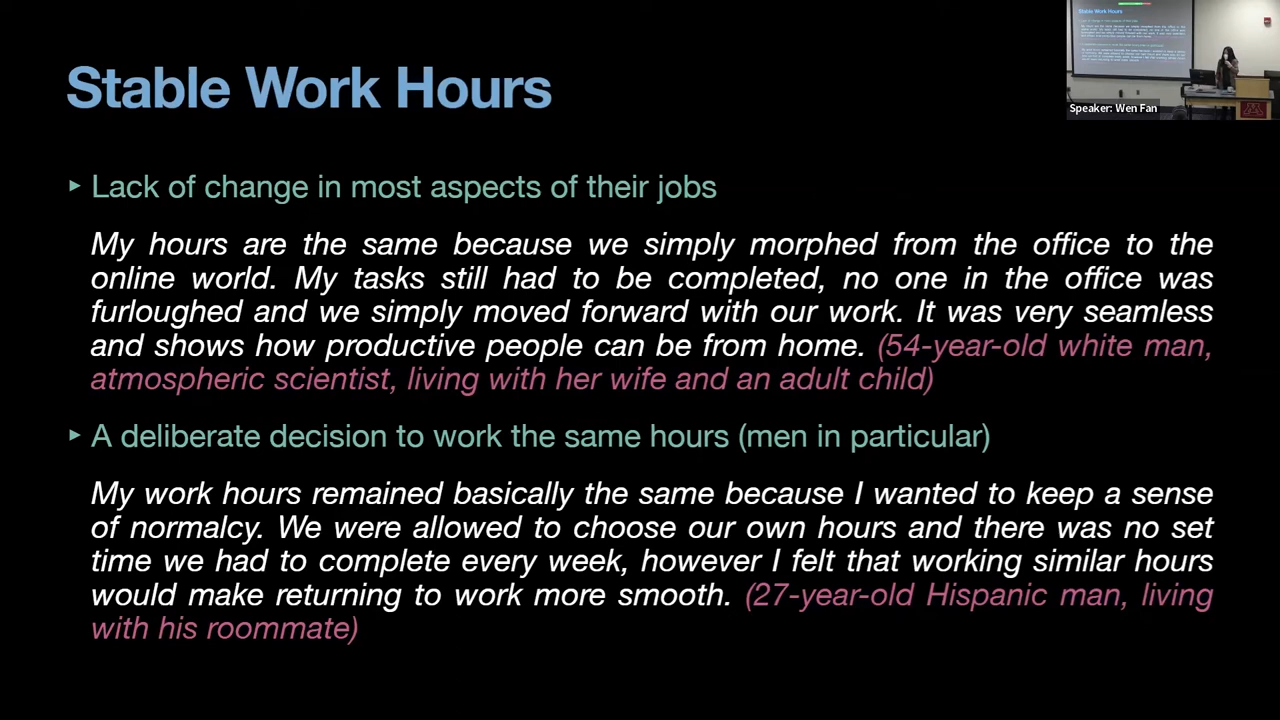 Stable Work Hours
Speaker: Wen Fan
▸ Lack of change in most aspects of their jobs
My hours are the same because we simply morphed from the office to the
online world. My tasks still had to be completed, no one in the office was
furloughed and we simply moved forward with our work. It was very seamless
and shows how productive people can be from home. (54-year-old white man,
atmospheric scientist, living with her wife and an adult child)
▸ A deliberate decision to work the same hours (men in particular)
My work hours remained basically the same because I wanted to keep a sense
of normalcy. We were allowed to choose our own hours and there was no set
time we had to complete every week, however I felt that working similar hours
would make returning to work more smooth. (27-year-old Hispanic man, living
with his roommate)